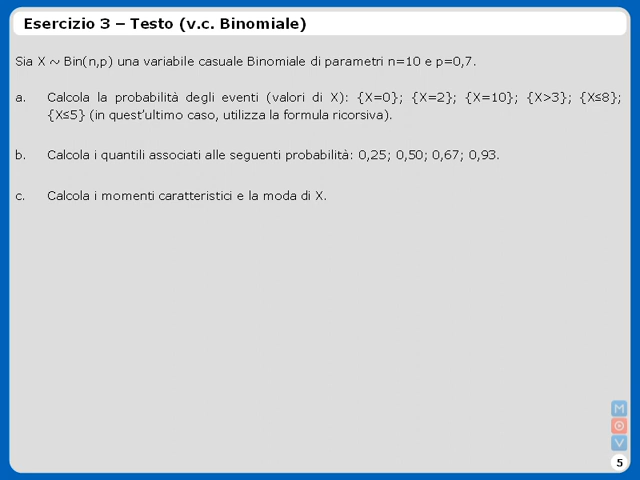 Esercizio 3 – Testo (v.c. Binomiale)
Sia X ~ Bin(n,p) una variabile casuale Binomiale di parametri n=10 e p=0,7.
a. Calcola la probabilità degli eventi (valori di X): {X=0}; {X=2}; {X=10}; {X>3}; {X≤8};
{X≤5} (in quest'ultimo caso, utilizza la formula ricorsiva).
b. Calcola i quantili associati alle seguenti probabilità: 0,25; 0,50; 0,67; 0,93.
c. Calcola i momenti caratteristici e la moda di X.
M
O
V
5